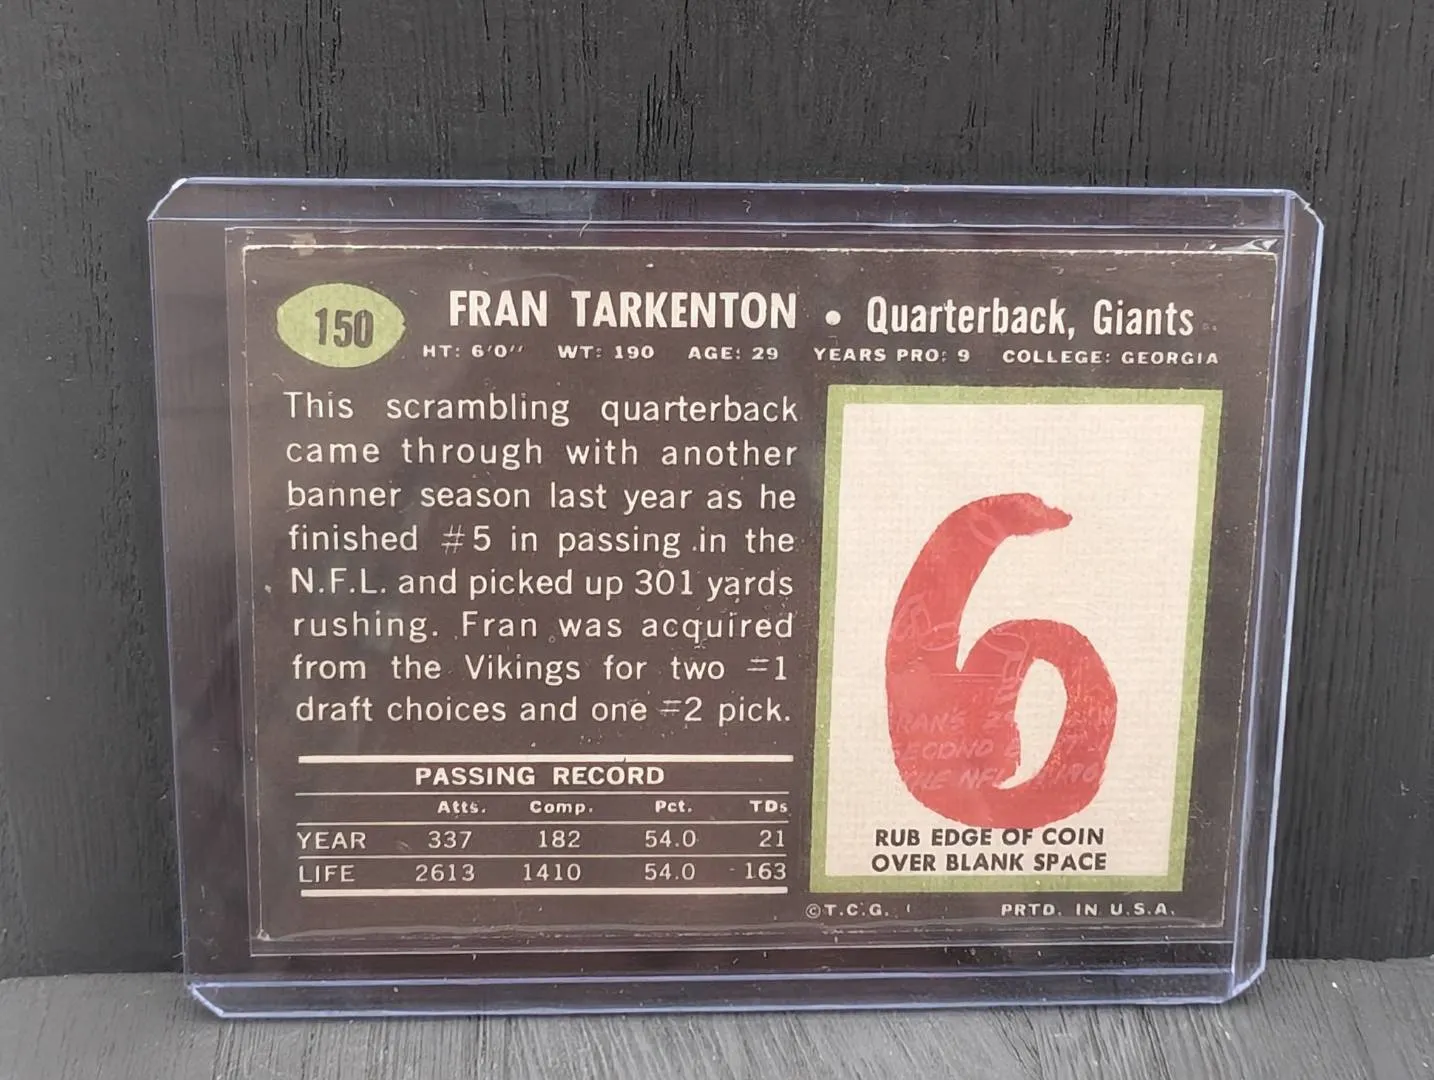 150
FRAN TARKENTON • Quarterback, Giants
HT: 6'0" WT: 190 AGE: 29 YEARS PRO: 9 COLLEGE: GEORGIA
This scrambling quarterback
came through with another
banner season last year as he
finished #5 in passing in the
N.F.L. and picked up 301 yards
rushing. Fran was acquired
from the Vikings for two #1
draft choices and one #2 pick.
PASSING RECORD
Atts. Comp. Pct. TDs
YEAR 337 182 54.0 21
LIFE 2613 1410 54.0 163
6
SECOND
THE NFL
RUB EDGE OF COIN
OVER BLANK SPACE
©T.C.G. PRTD. IN U.S.A.